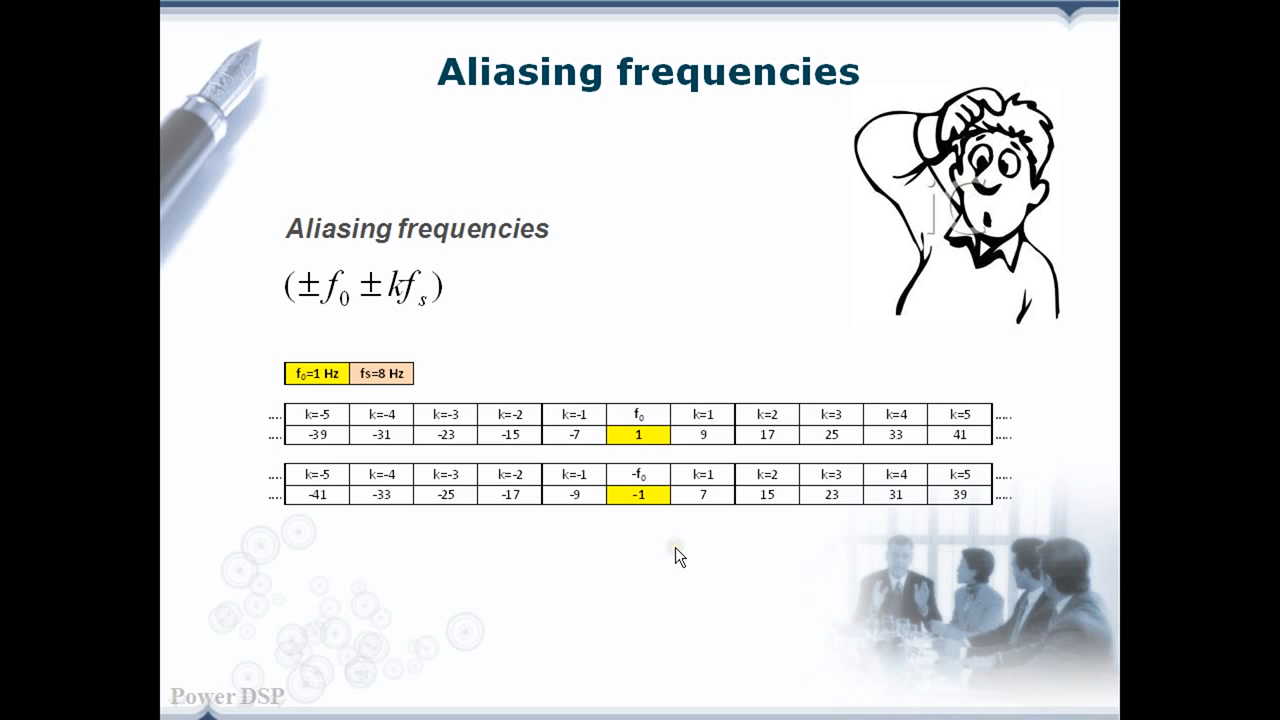 Aliasing frequencies
Aliasing frequencies
(±f₀ ±kfₛ)
f₀=1 Hz fs=8 Hz
.... k=-5 k=-4 k=-3 k=-2 k=-1 f₀ k=1 k=2 k=3 k=4 k=5 .....
.... -39 -31 -23 -15 -7 1 9 17 25 33 41 .....
.... k=-5 k=-4 k=-3 k=-2 k=-1 -f₀ k=1 k=2 k=3 k=4 k=5 .....
.... -41 -33 -25 -17 -9 -1 7 15 23 31 39 .....
Power DSP